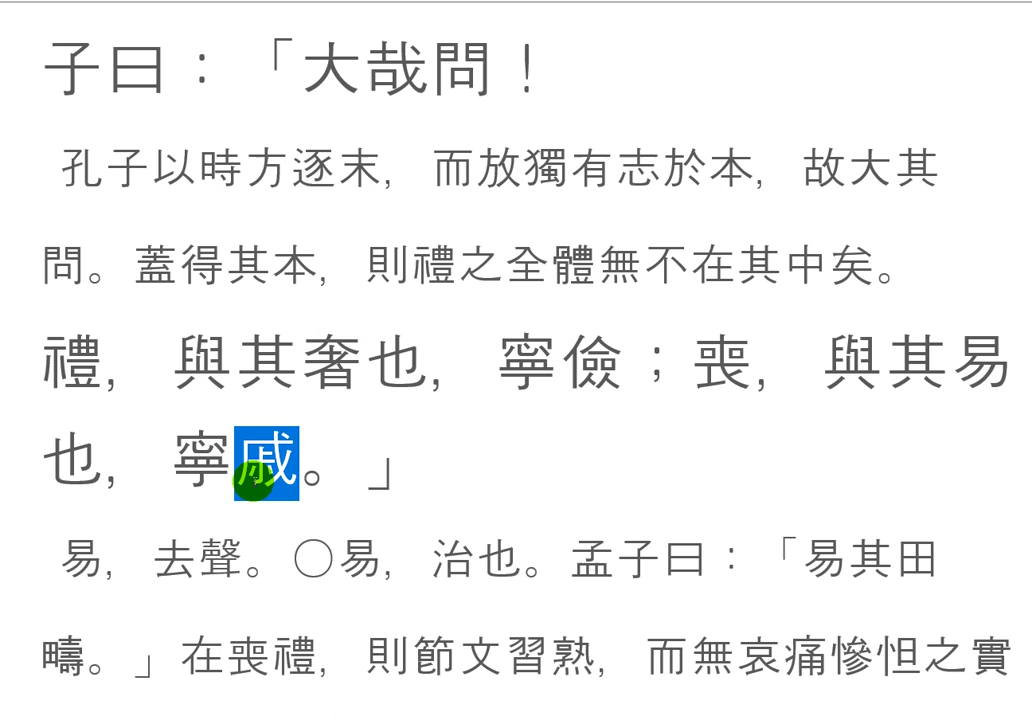 子曰：「大哉問！
孔子以時方逐末，而放獨有志於本，故大其
問。蓋得其本，則禮之全體無不在其中矣。
禮，與其奢也，寧儉；喪，與其易
也，寧戚。」
易，去聲。○易，治也。孟子曰：「易其田
疇。」在喪禮，則節文習熟，而無哀痛慘怛之實